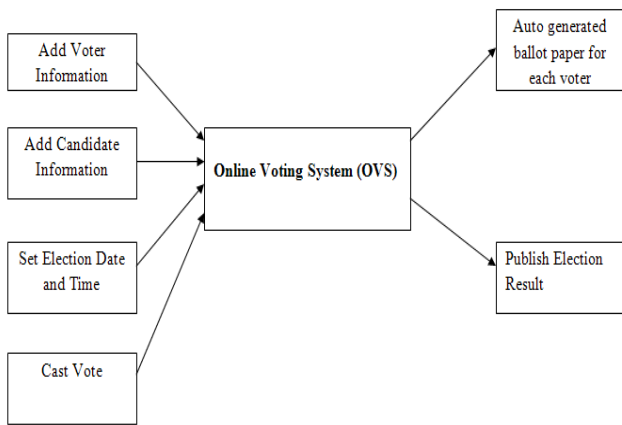 Add Voter
Information
Add Candidate
Information
Set Election Date
and Time
Cast Vote
Online Voting System (OVS)
Auto generated
ballot paper for
each voter
Publish Election
Result